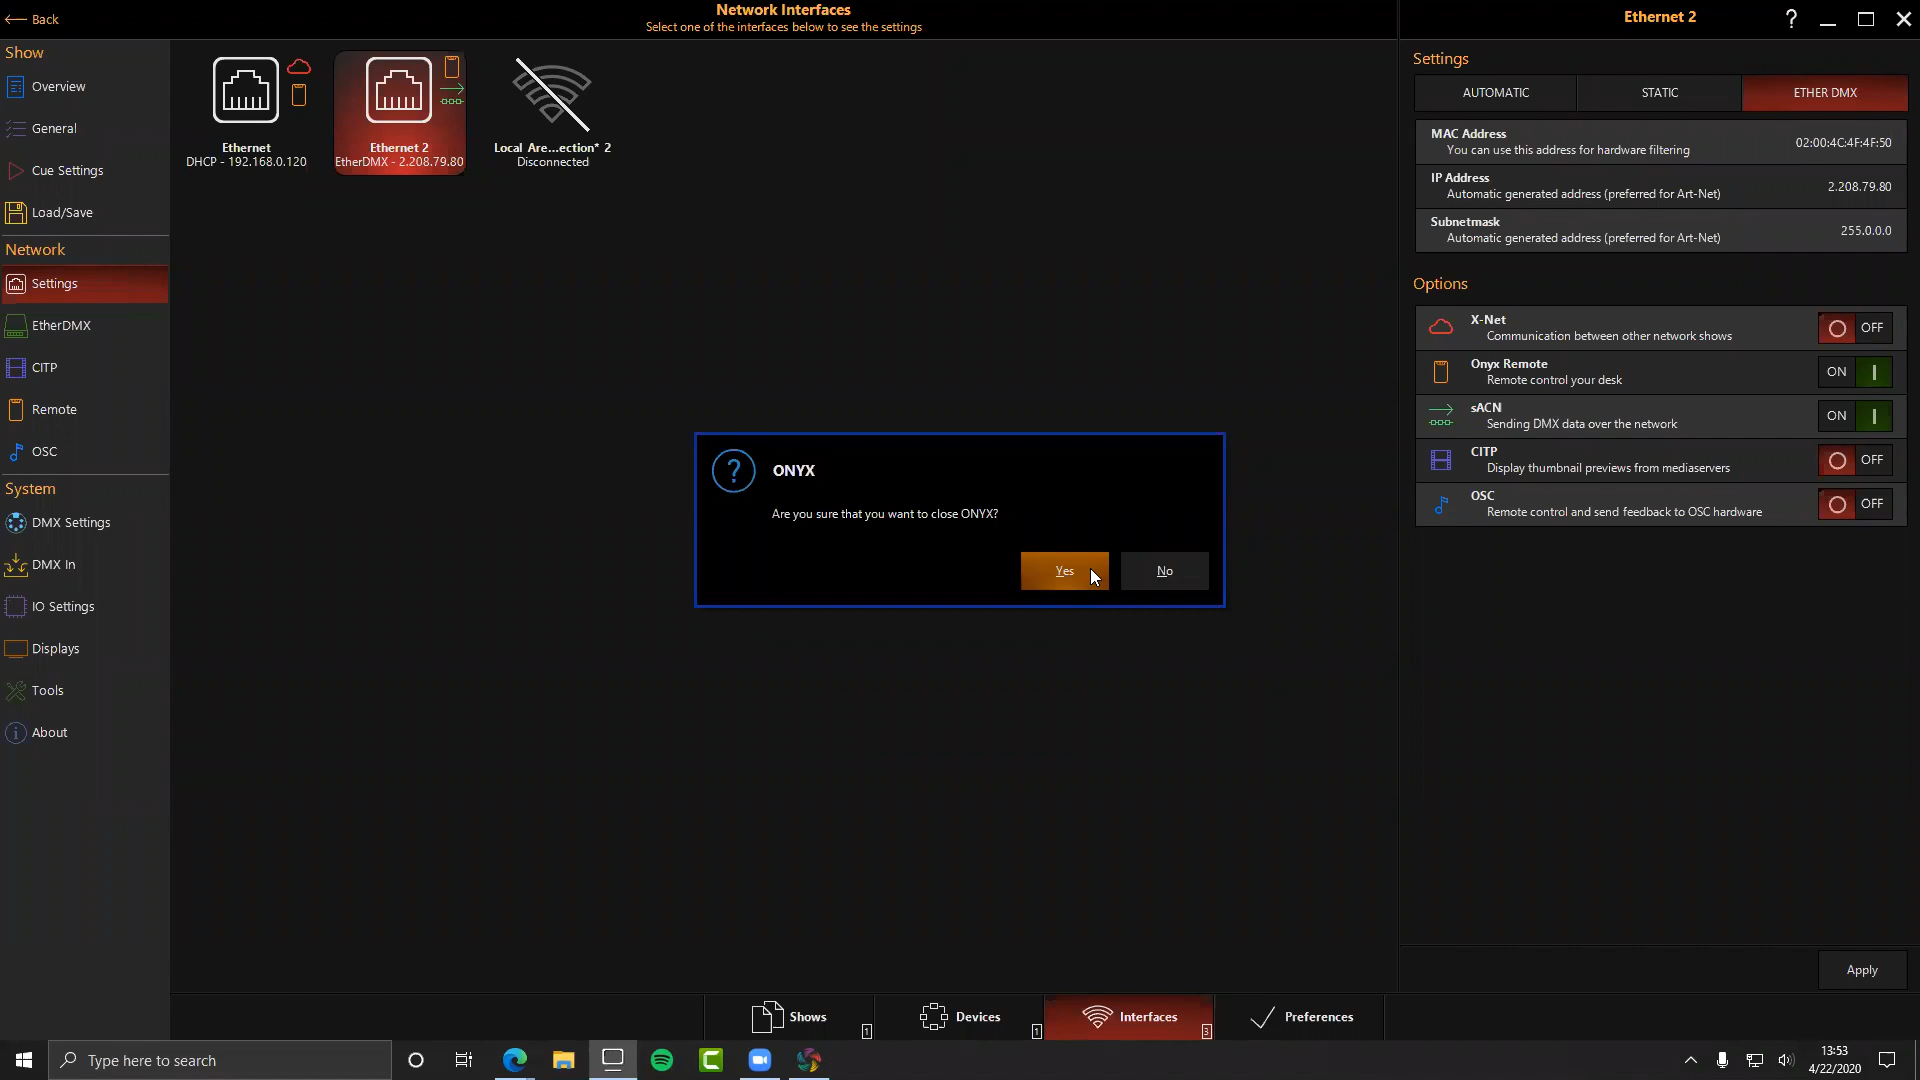 Back
Network Interfaces
Select one of the interfaces below to see the settings
Ethernet 2
?
Show
Overview
General
Cue Settings
Load/Save
Network
Settings
EtherDMX
CITP
Remote
OSC
System
DMX Settings
DMX In
IO Settings
Displays
Tools
About
Ethernet
DHCP - 192.168.0.120
Ethernet 2
EtherDMX - 2.208.79.80
Local Are...ection* 2
Disconnected
ONYX
Are you sure that you want to close ONYX?
Yes
No
Settings
AUTOMATIC
STATIC
ETHER DMX
MAC Address
You can use this address for hardware filtering
02:00:4C:4F:4F:50
IP Address
Automatic generated address (preferred for Art-Net)
2.208.79.80
Subnetmask
Automatic generated address (preferred for Art-Net)
255.0.0.0
Options
X-Net
Communication between other network shows
OFF
Onyx Remote
Remote control your desk
ON
sACN
Sending DMX data over the network
ON
CITP
Display thumbnail previews from mediaservers
OFF
OSC
Remote control and send feedback to OSC hardware
OFF
Apply
Shows
1
Devices
1
Interfaces
3
Preferences
Type here to search
13:53
4/22/2020